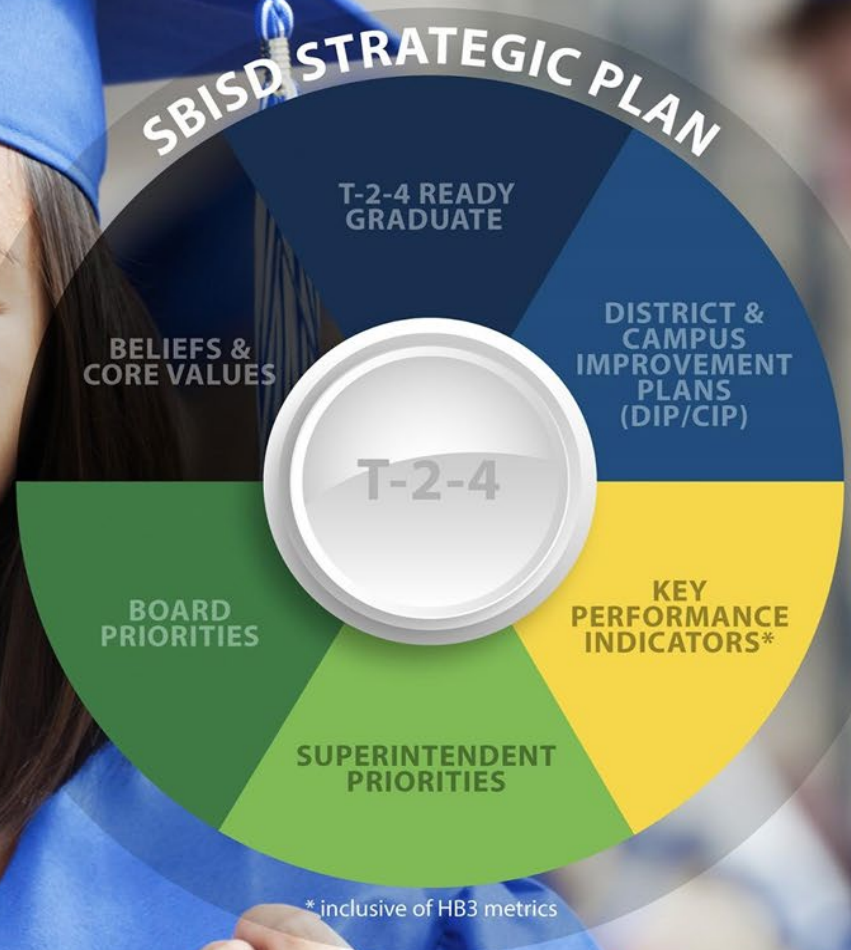 SBISD STRATEGIC PLAN
T-2-4 READY
GRADUATE
DISTRICT &
CAMPUS
IMPROVEMENT
PLANS
(DIP/CIP)
BELIEFS &
CORE VALUES
T-2-4
KEY
PERFORMANCE
INDICATORS*
BOARD
PRIORITIES
SUPERINTENDENT
PRIORITIES
* inclusive of HB3 metrics